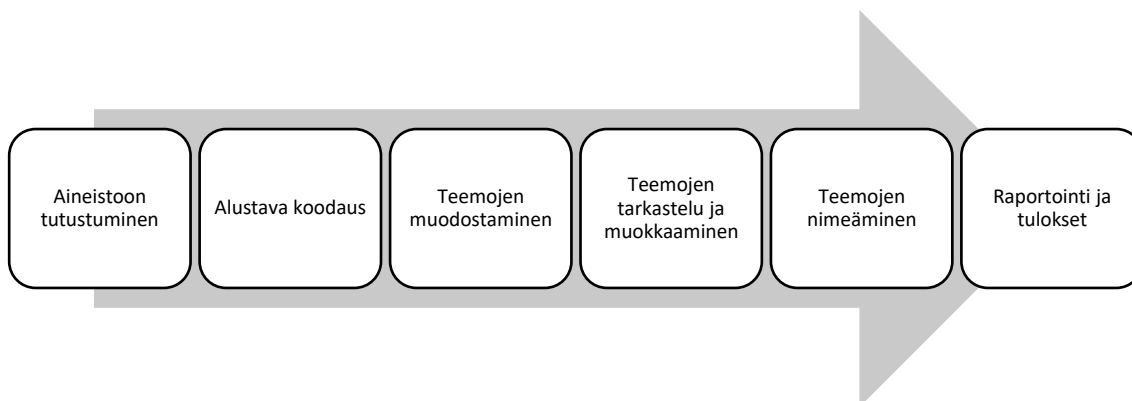 Aineistoon
tutustuminen
Alustava koodaus
Teemojen
muodostaminen
Teemojen
tarkastelu ja
muokkaaminen
Teemojen
nimeäminen
Raportointi ja
tulokset